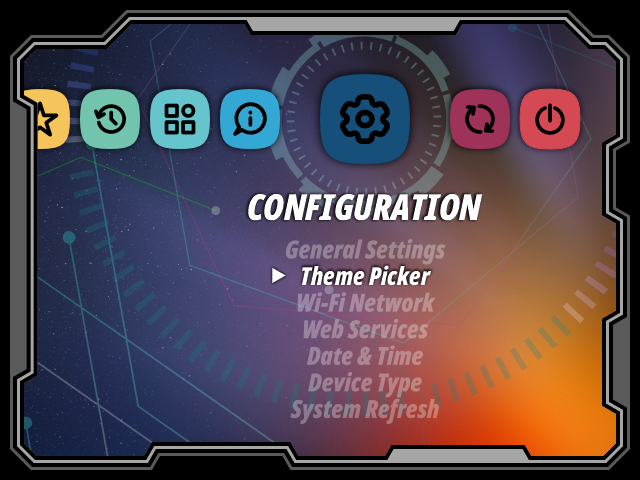 CONFIGURATION
General Settings
Theme Picker
Wi-Fi Network
Web Services
Date & Time
Device Type
System Refresh